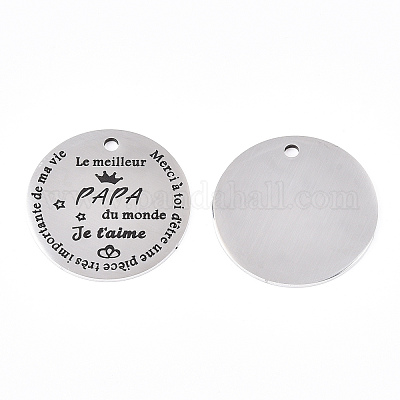 Le meilleur
PAPA
du monde
Je t'aime
Merci à toi d'être une pièce très importante de ma vie